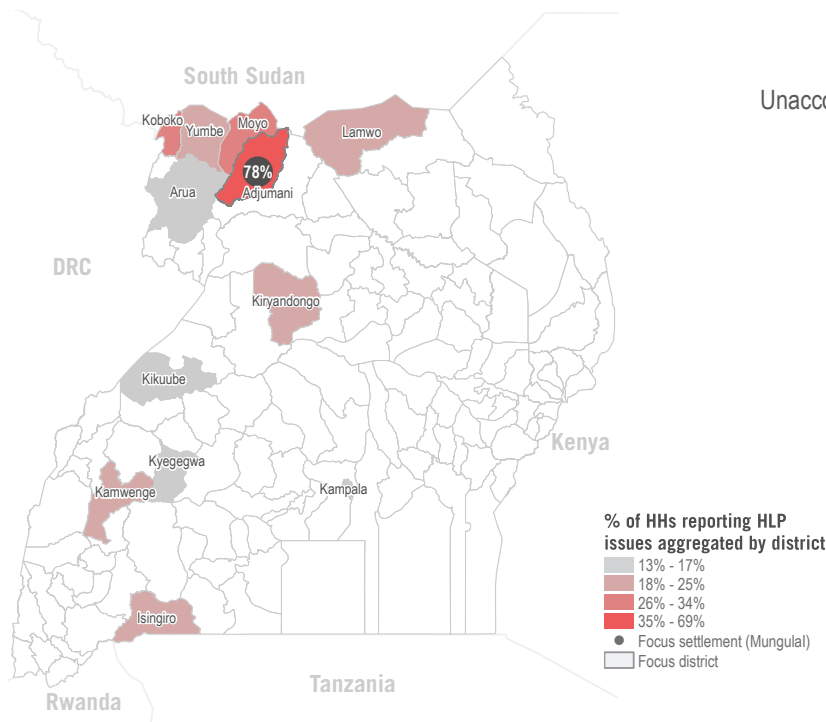 South Sudan
Unacco
Koboko
Yumbe
Moyo
Lamwo
78%
Arua
Adjumani
DRC
Kiryandongo
Kikuube
Kenya
Kyegegwa
Kamwenge
Kampala
% of HHs reporting HLP
issues aggregated by district
13% - 17%
18% - 25%
26% - 34%
35% - 69%
Focus settlement (Mungulal)
Focus district
Isingiro
Tanzania
Rwanda